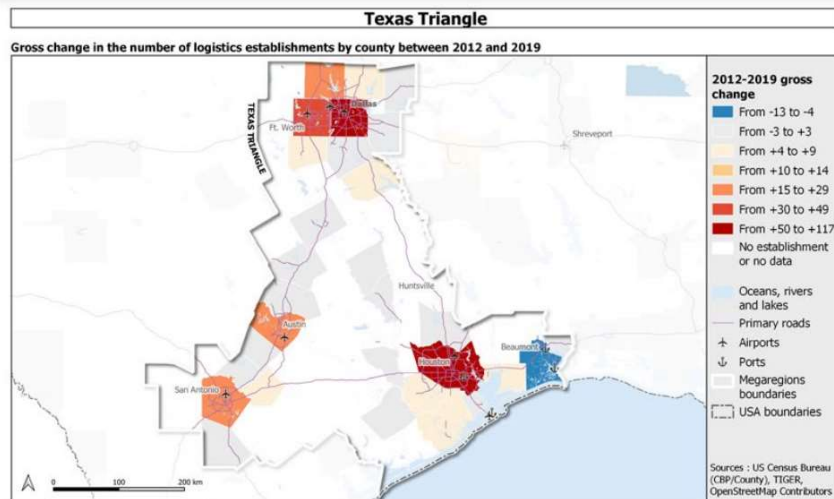 Texas Triangle
Gross change in the number of logistics establishments by county between 2012 and 2019
Dallas
Ft. Worth
TEXAS TRIANGLE
Shreveport
Huntsville
Austin
Beaumont
Houston
San Antonio
0 100 200 km
2012-2019 gross
change
From -13 to -4
From -3 to +3
From +4 to +9
From +10 to +14
From +15 to +29
From +30 to +49
From +50 to +117
No establishment
or no data
Oceans, rivers
and lakes
Primary roads
Airports
Ports
Megaregions
boundaries
USA boundaries
Sources : US Census Bureau
(CBP/County), TIGER,
OpenStreetMap Contributors